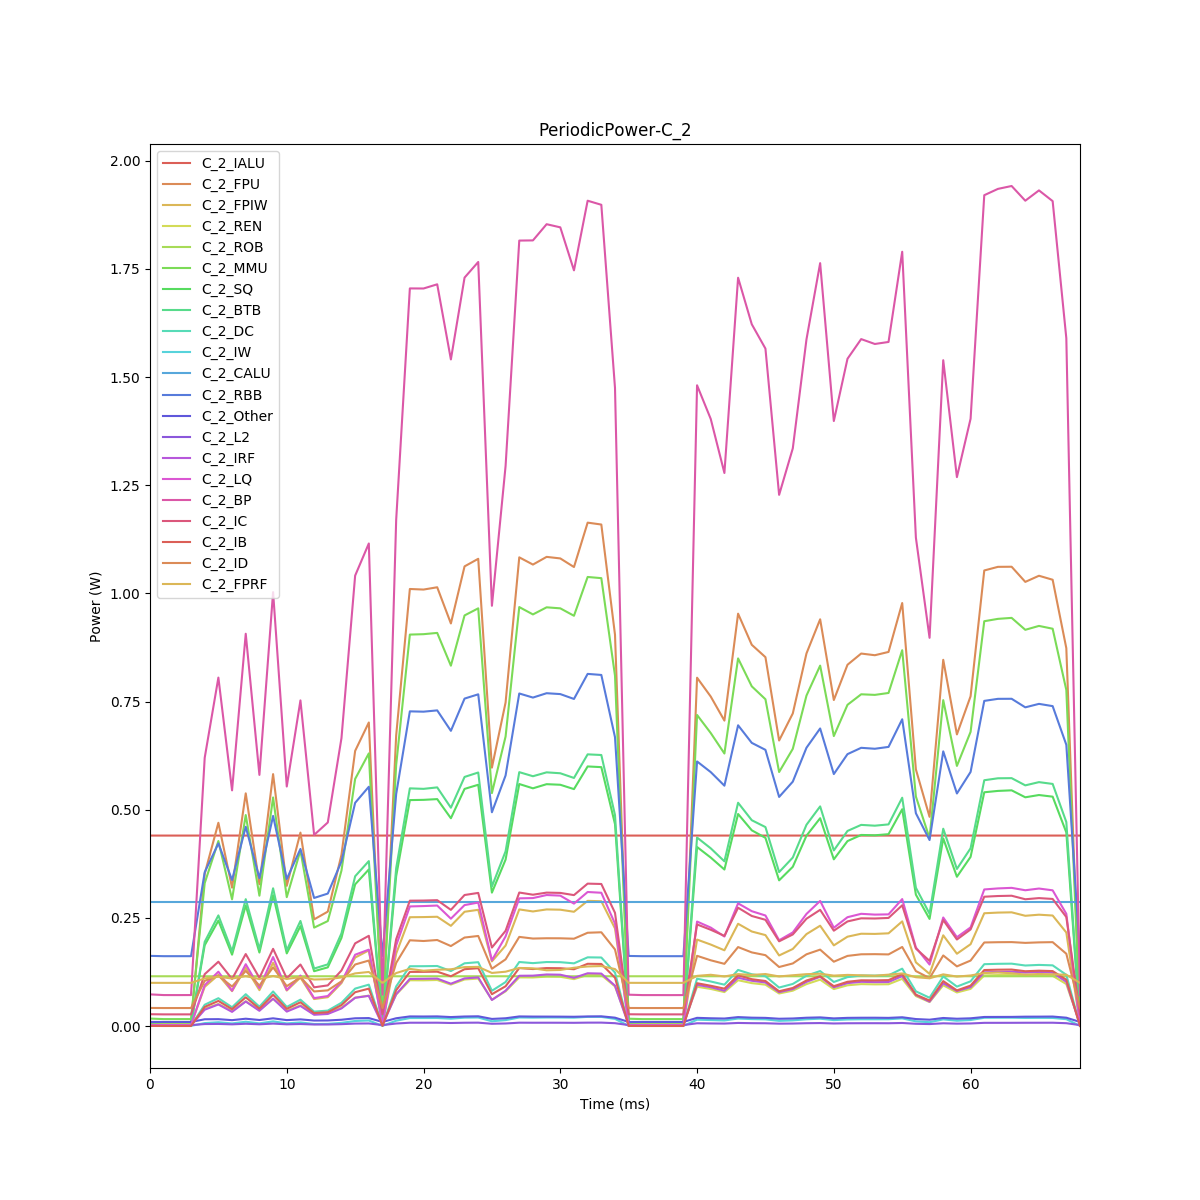 PeriodicPower-C_2
2.00
1.75
1.50
1.25
1.00
0.75
0.50
0.25
0.00
Power (W)
C_2_IALU
C_2_FPU
C_2_FPIW
C_2_REN
C_2_ROB
C_2_MMU
C_2_SQ
C_2_BTB
C_2_DC
C_2_IW
C_2_CALU
C_2_RBB
C_2_Other
C_2_L2
C_2_IRF
C_2_LQ
C_2_BP
C_2_IC
C_2_IB
C_2_ID
C_2_FPRF
0 10 20 30 40 50 60
Time (ms)